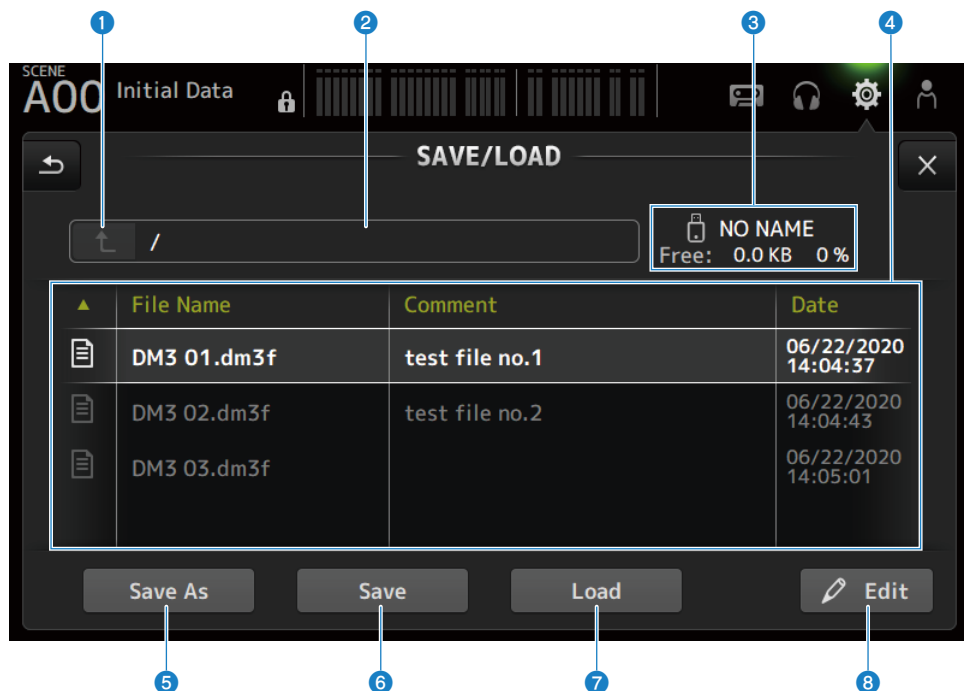 1 2 3 4
SCENE
A00 Initial Data
SAVE/LOAD
/
NO NAME
Free: 0.0 KB 0 %
File Name Comment Date
DM3 01.dm3f test file no.1 06/22/2020 14:04:37
DM3 02.dm3f test file no.2 06/22/2020 14:04:43
DM3 03.dm3f 06/22/2020 14:05:01
Save As Save Load Edit
5 6 7 8